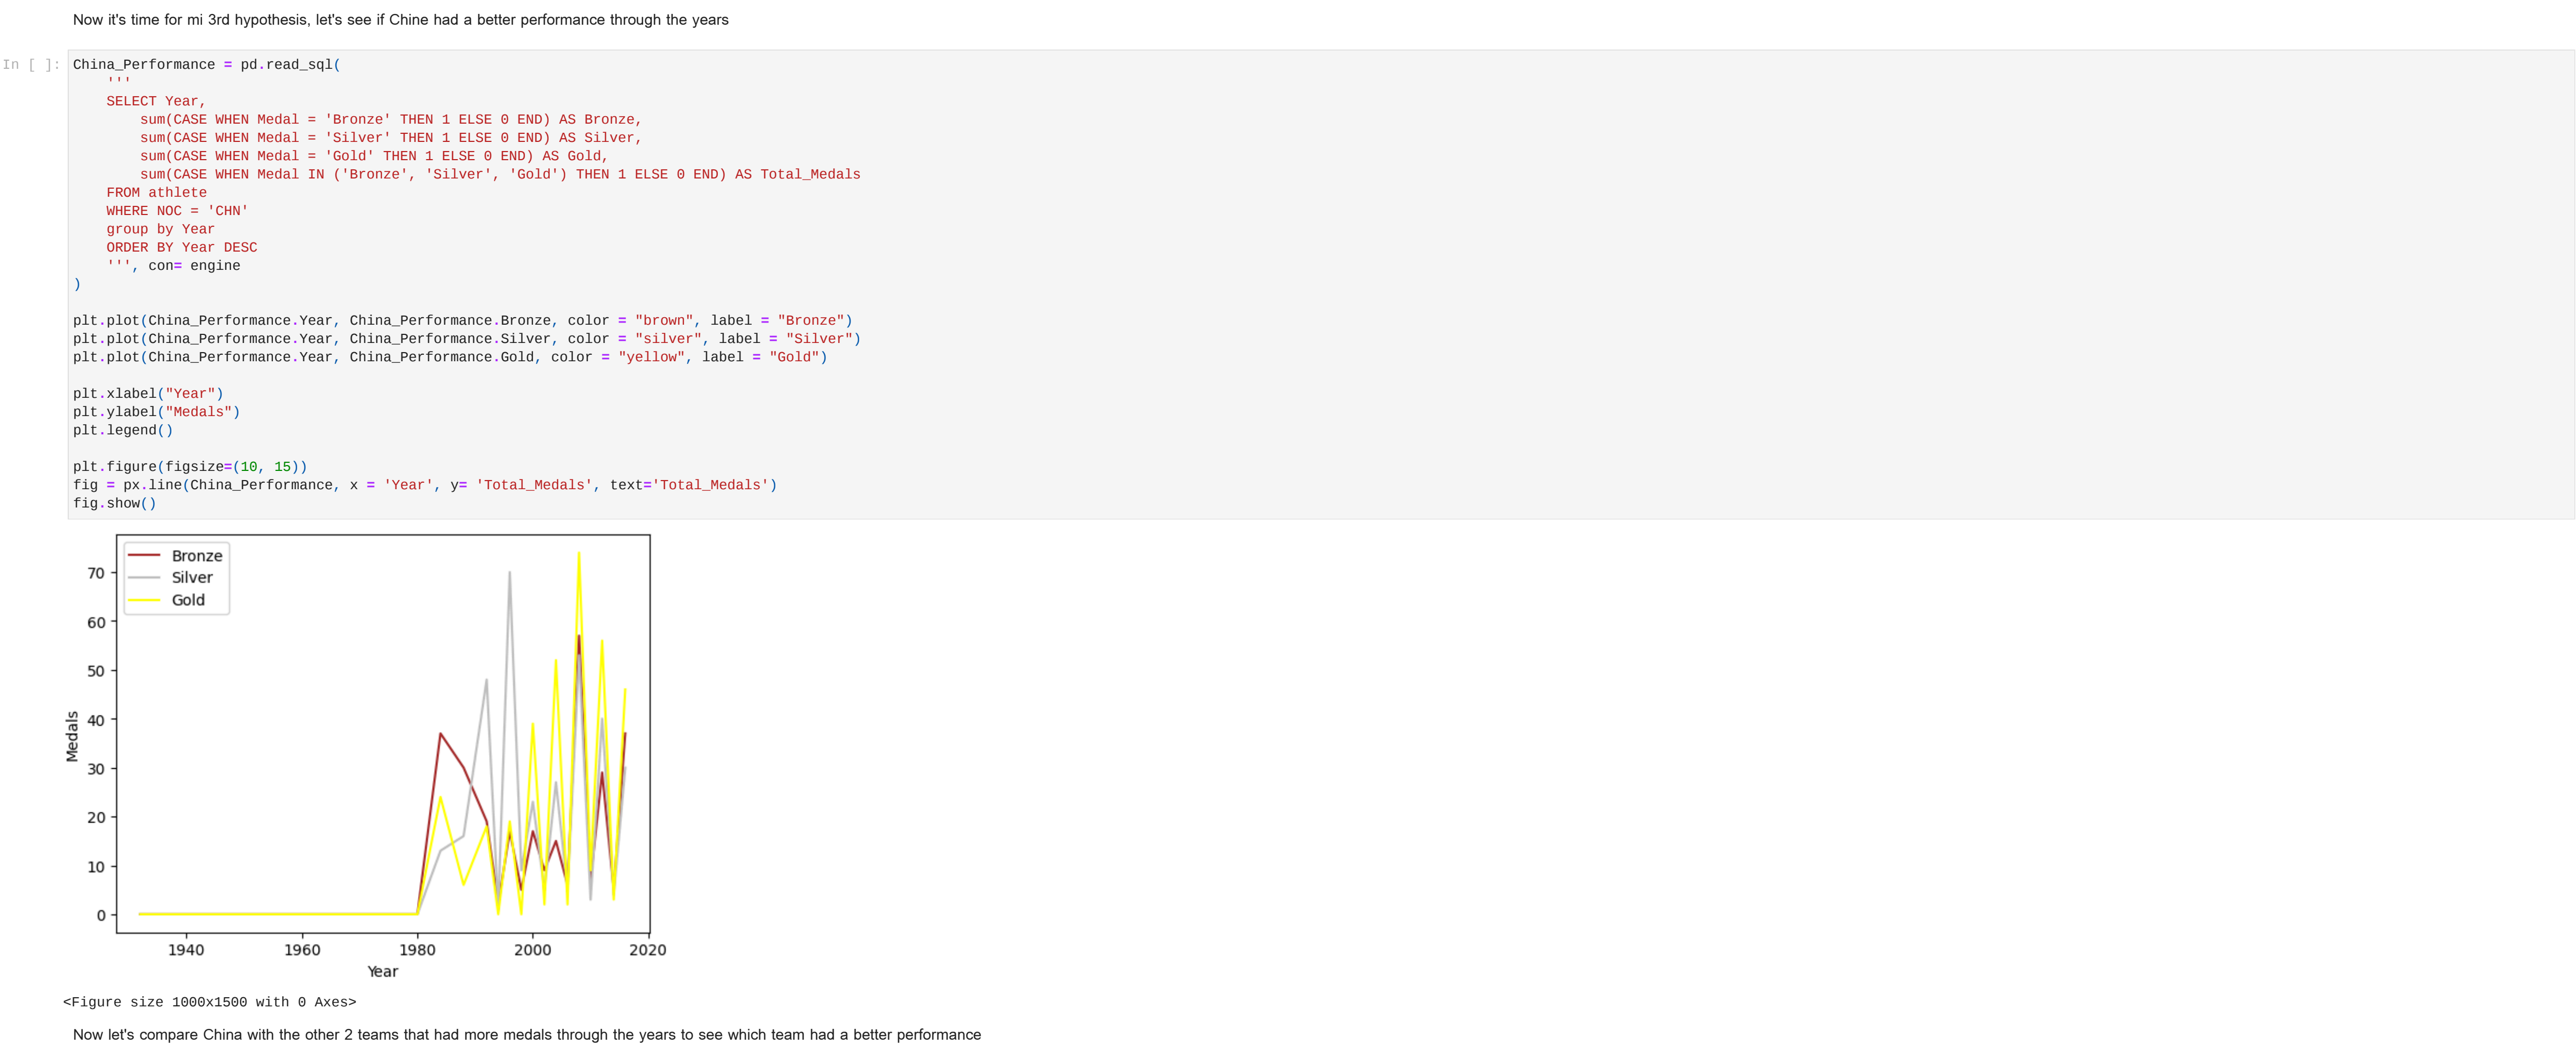 Now it's time for mi 3rd hypothesis, let's see if Chine had a better performance through the years
In [ ]:
China_Performance = pd.read_sql(
    '''
    SELECT Year,
        sum(CASE WHEN Medal = 'Bronze' THEN 1 ELSE 0 END) AS Bronze,
        sum(CASE WHEN Medal = 'Silver' THEN 1 ELSE 0 END) AS Silver,
        sum(CASE WHEN Medal = 'Gold' THEN 1 ELSE 0 END) AS Gold,
        sum(CASE WHEN Medal IN ('Bronze', 'Silver', 'Gold') THEN 1 ELSE 0 END) AS Total_Medals
    FROM athlete
    WHERE NOC = 'CHN'
    group by Year
    ORDER BY Year DESC
    ''', con= engine
)
plt.plot(China_Performance.Year, China_Performance.Bronze, color = "brown", label = "Bronze")
plt.plot(China_Performance.Year, China_Performance.Silver, color = "silver", label = "Silver")
plt.plot(China_Performance.Year, China_Performance.Gold, color = "yellow", label = "Gold")
plt.xlabel("Year")
plt.ylabel("Medals")
plt.legend()
plt.figure(figsize=(10, 15))
fig = px.line(China_Performance, x = 'Year', y= 'Total_Medals', text='Total_Medals')
fig.show()
Bronze
Silver
Gold
70
60
50
40
30
20
10
0
Medals
1940 1960 1980 2000 2020
Year
<Figure size 1000x1500 with 0 Axes>
Now let's compare China with the other 2 teams that had more medals through the years to see which team had a better performance